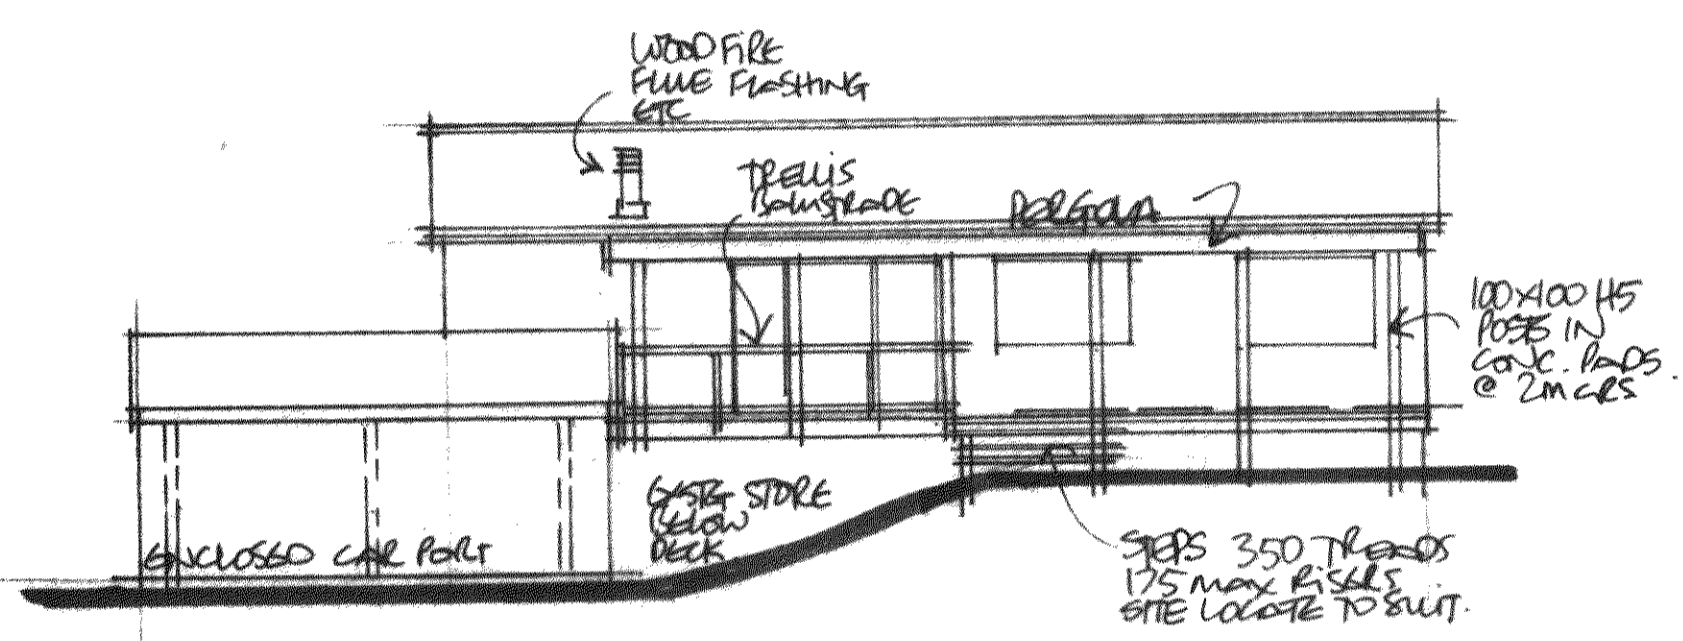 WOOD FIRE
FLUE FLASHING
ETC
TRELLIS
BALUSTRADE
PERGOLA
100x100 H5
POSTS IN
CONC. PADS.
@ 2m CRS
EXSTG STORE
BELOW
DECK
ENCLOSED CAR PORT
STEPS 350 TREADS
175 MAX RISERS
SITE LOCATE TO SUIT.